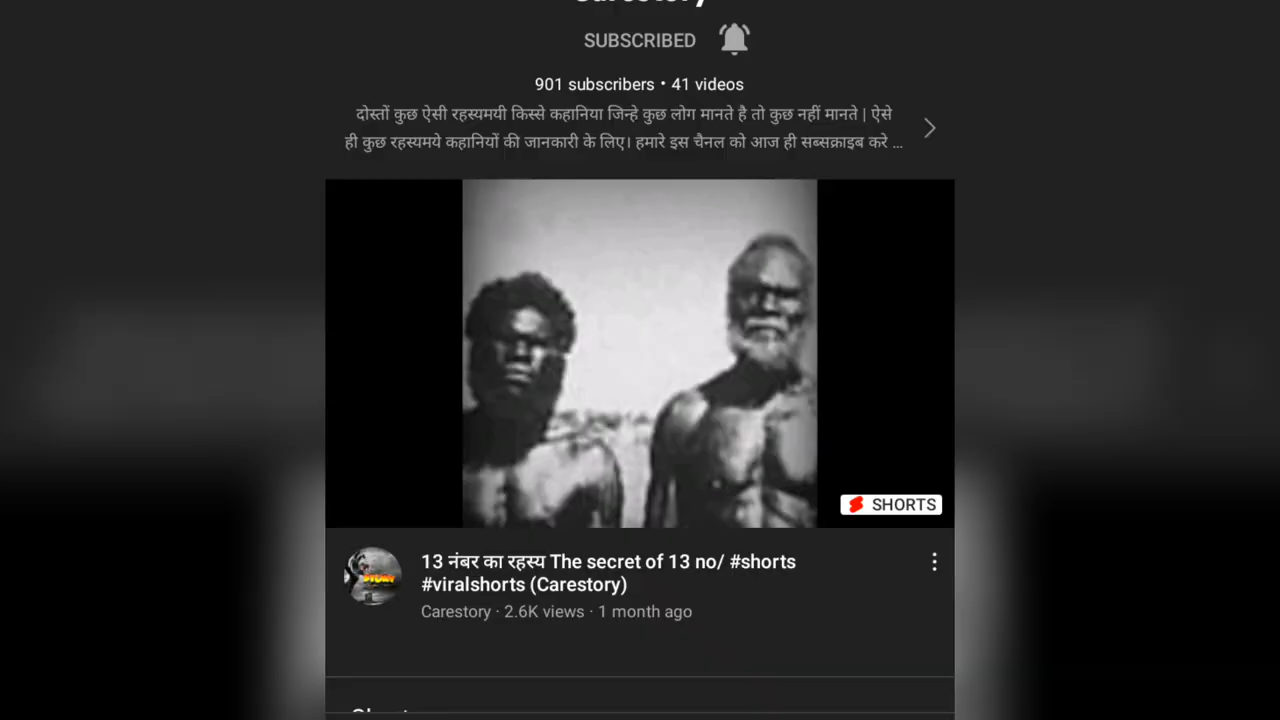 Carestory
SUBSCRIBED
901 subscribers • 41 videos
दोस्तों कुछ ऐसी रहस्यमयी किस्से कहानिया जिन्हे कुछ लोग मानते है तो कुछ नहीं मानते | ऐसे
ही कुछ रहस्यमये कहानियों की जानकारी के लिए। हमारे इस चैनल को आज ही सब्सक्राइब करे ...
SHORTS
STORY
13 नंबर का रहस्य The secret of 13 no/ #shorts
#viralshorts (Carestory)
Carestory · 2.6K views · 1 month ago